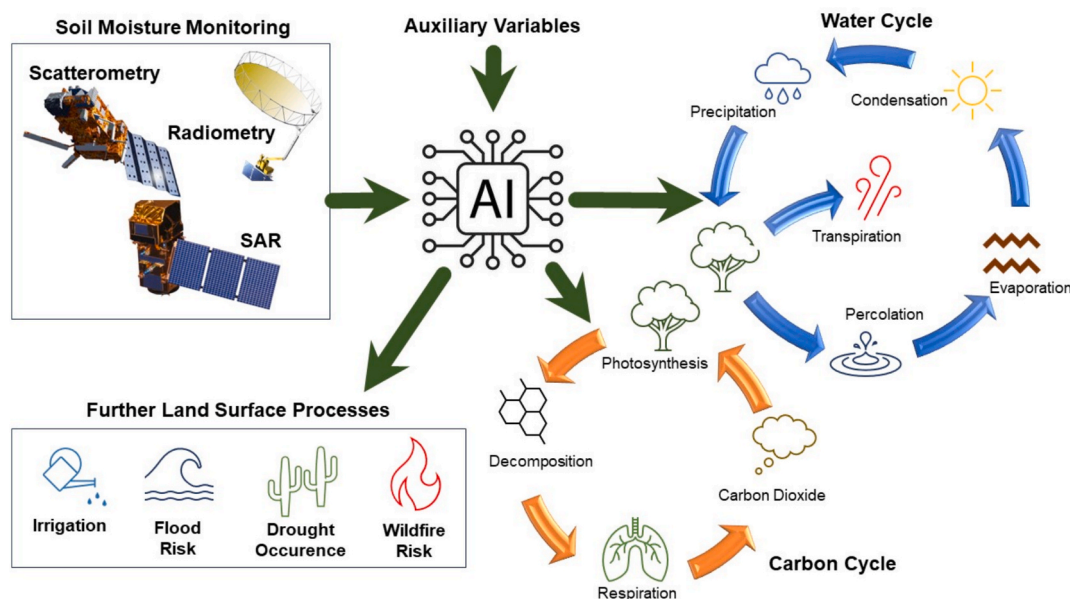 Soil Moisture Monitoring
Auxiliary Variables
Water Cycle
Scatterometry
Radiometry
SAR
AI
Precipitation
Condensation
Transpiration
Evaporation
Percolation
Photosynthesis
Further Land Surface Processes
Irrigation
Flood
Risk
Drought
Occurence
Wildfire
Risk
Decomposition
Carbon Dioxide
Respiration
Carbon Cycle